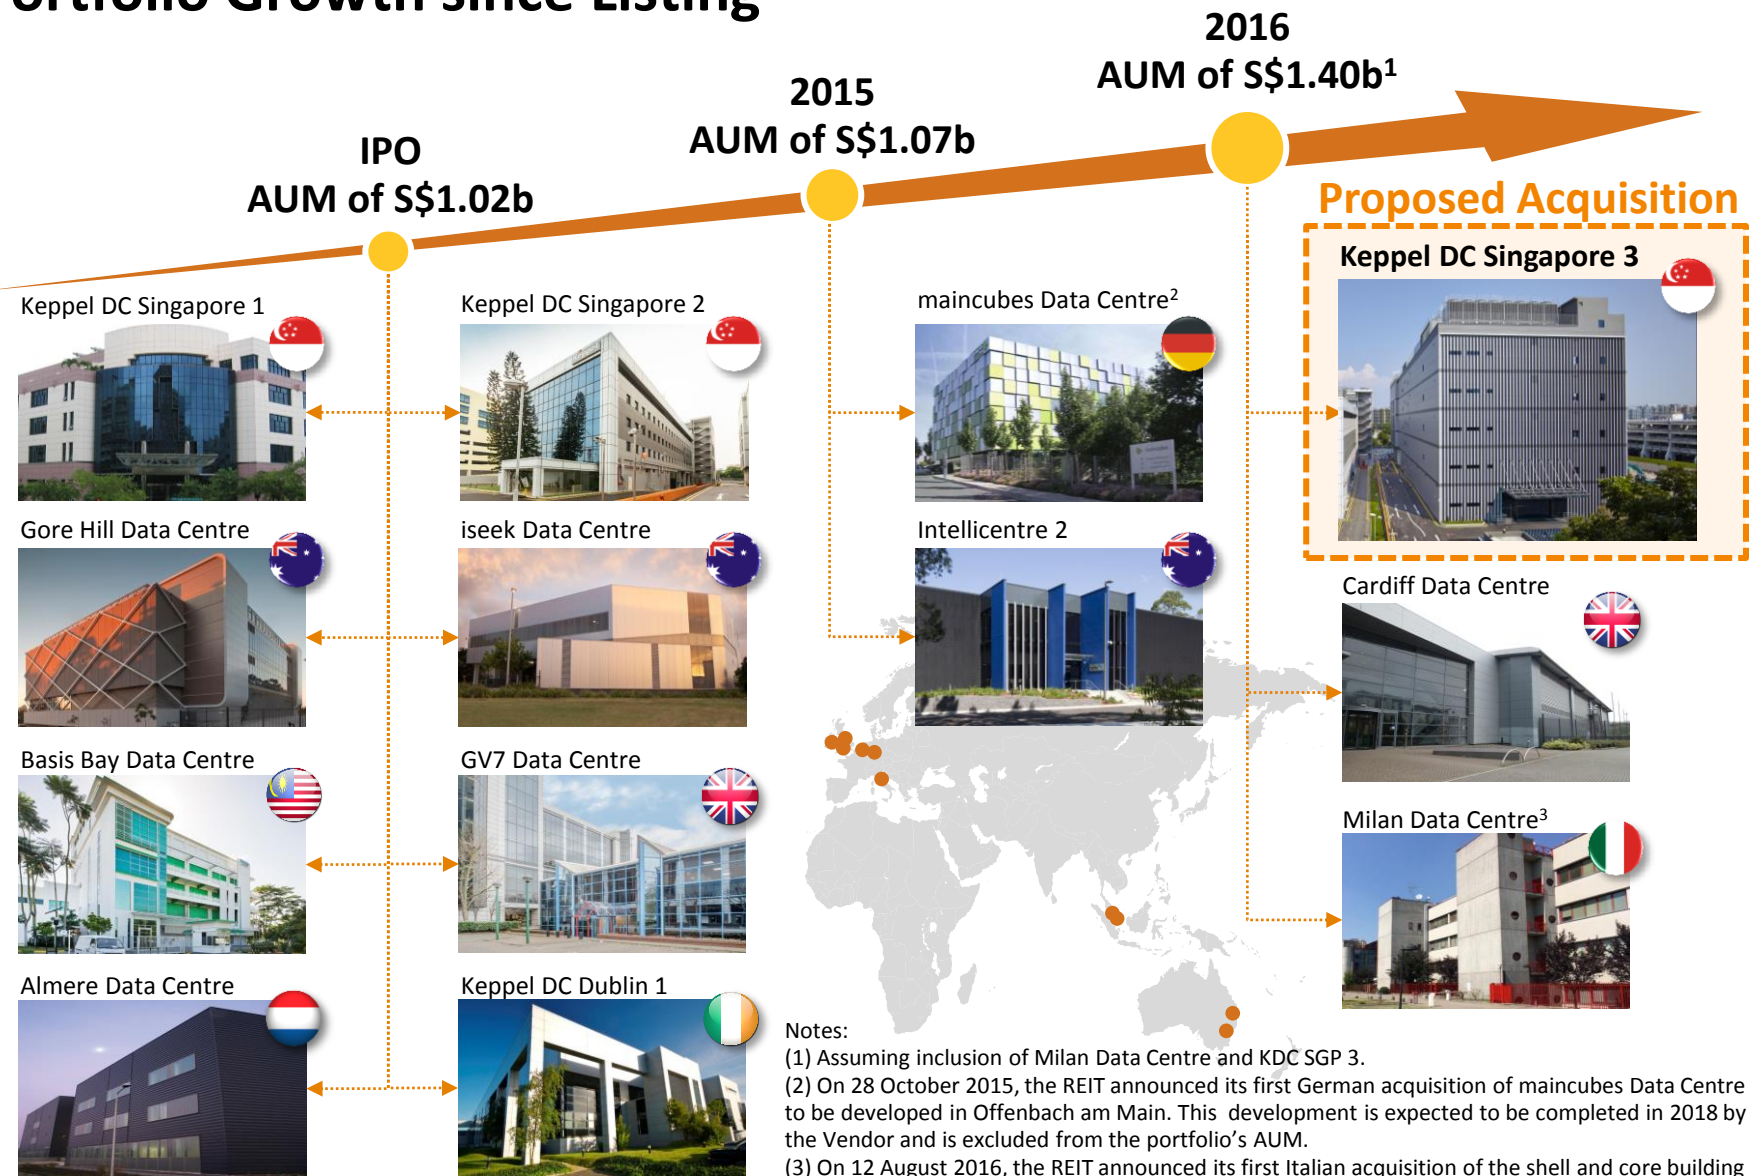 ortfolio Growth since Listing
2016
AUM of S$1.40b1
2015
AUM of S$1.07b
IPO
AUM of S$1.02b
Proposed Acquisition
Keppel DC Singapore 3
Keppel DC Singapore 1
Keppel DC Singapore 2
maincubes Data Centre2
Gore Hill Data Centre
iseek Data Centre
Intellicentre 2
Cardiff Data Centre
Basis Bay Data Centre
GV7 Data Centre
Milan Data Centre3
Almere Data Centre
Keppel DC Dublin 1
Notes:
(1) Assuming inclusion of Milan Data Centre and KDC SGP 3.
(2) On 28 October 2015, the REIT announced its first German acquisition of maincubes Data Centre
to be developed in Offenbach am Main. This development is expected to be completed in 2018 by
the Vendor and is excluded from the portfolio's AUM.
(3) On 12 August 2016, the REIT announced its first Italian acquisition of the shell and core building